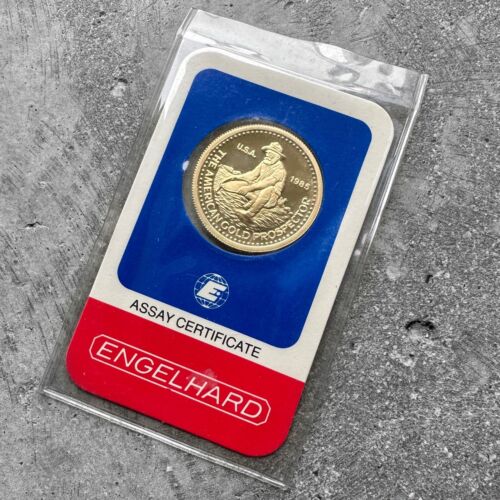 U.S.A.
1985
THE AMERICAN GOLD PROSPECTOR
E
ASSAY CERTIFICATE
ENGELHARD